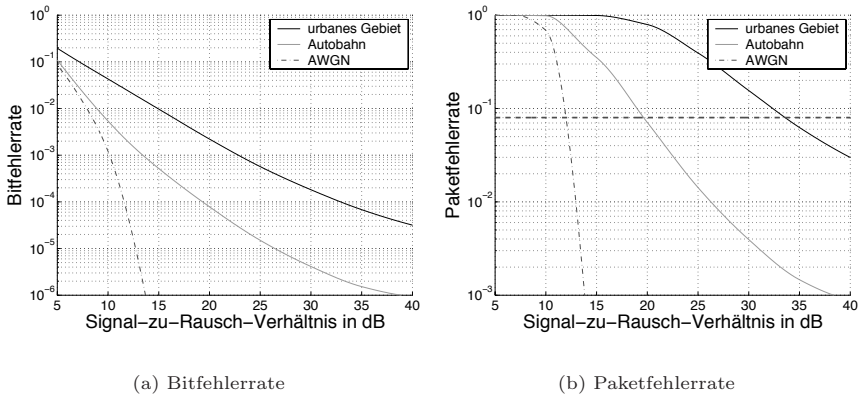 10^0
10^-1
10^-2
10^-3
10^-4
10^-5
10^-6
Bitfehlerrate
urbanes Gebiet
Autobahn
AWGN
5 10 15 20 25 30 35 40
Signal-zu-Rausch-Verhältnis in dB
(a) Bitfehlerrate
10^0
10^-1
10^-2
10^-3
Paketfehlerrate
urbanes Gebiet
Autobahn
AWGN
5 10 15 20 25 30 35 40
Signal-zu-Rausch-Verhältnis in dB
(b) Paketfehlerrate